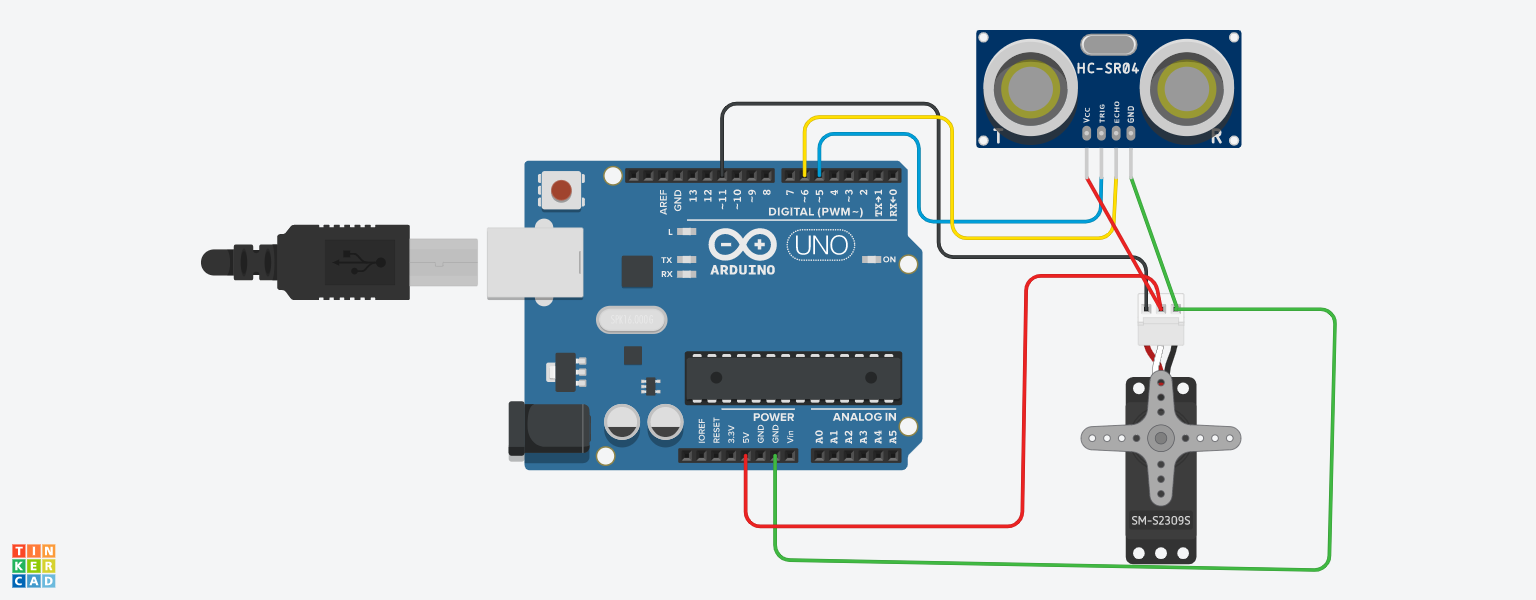 HC-SR04
VCC
TRIG
ECHO
GND
T
R
AREF
GND
13
12
~11
~10
~9
8
7
~6
~5
4
~3
2
TX→1
RX←0
DIGITAL (PWM~)
L
TX
RX
ON
UNO
ARDUINO
POWER
ANALOG IN
IOREF
RESET
3.3V
5V
GND
GND
Vin
A0
A1
A2
A3
A4
A5
SM-S2309S
TIN
KER
CAD